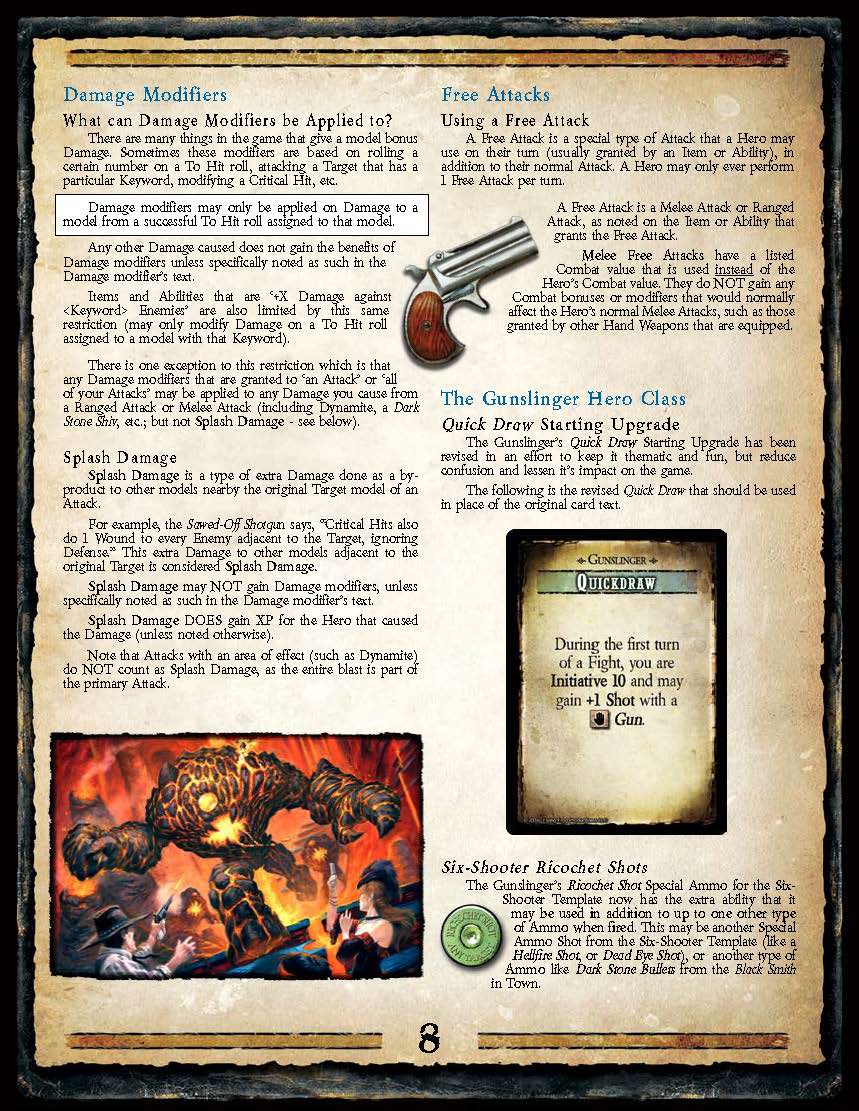 Damage Modifiers
What can Damage Modifiers be Applied to?
There are many things in the game that give a model bonus
Damage. Sometimes these modifiers are based on rolling a
certain number on a To Hit roll, attacking a Target that has a
particular Keyword, modifying a Critical Hit, etc.
Damage modifiers may only be applied on Damage to a
model from a successful To Hit roll assigned to that model.
Any other Damage caused does not gain the benefits of
Damage modifiers unless specifically noted as such in the
Damage modifier's text.
Items and Abilities that are '+X Damage against
<Keyword> Enemies' are also limited by this same
restriction (may only modify Damage on a To Hit roll
assigned to a model with that Keyword).
There is one exception to this restriction which is that
any Damage modifiers that are granted to 'an Attack' or 'all
of your Attacks' may be applied to any Damage you cause from
a Ranged Attack or Melee Attack (including Dynamite, a Dark
Stone Shiv, etc.; but not Splash Damage - see below).
Splash Damage
Splash Damage is a type of extra Damage done as a by-
product to other models nearby the original Target model of an
Attack.
For example, the Sawed-Off Shotgun says, "Critical Hits also
do 1 Wound to every Enemy adjacent to the Target, ignoring
Defense." This extra Damage to other models adjacent to the
original Target is considered Splash Damage.
Splash Damage may NOT gain Damage modifiers, unless
specifically noted as such in the Damage modifier's text.
Splash Damage DOES gain XP for the Hero that caused
the Damage (unless noted otherwise).
Note that Attacks with an area of effect (such as Dynamite)
do NOT count as Splash Damage, as the entire blast is part of
the primary Attack.
Free Attacks
Using a Free Attack
A Free Attack is a special type of Attack that a Hero may
use on their turn (usually granted by an Item or Ability), in
addition to their normal Attack. A Hero may only ever perform
1 Free Attack per turn.
A Free Attack is a Melee Attack or Ranged
Attack, as noted on the Item or Ability that
grants the Free Attack.
Melee Free Attacks have a listed
Combat value that is used instead of the
Hero's Combat value. They do NOT gain any
Combat bonuses or modifiers that would normally
affect the Hero's normal Melee Attacks, such as those
granted by other Hand Weapons that are equipped.
The Gunslinger Hero Class
Quick Draw Starting Upgrade
The Gunslinger's Quick Draw Starting Upgrade has been
revised in an effort to keep it thematic and fun, but reduce
confusion and lessen it's impact on the game.
The following is the revised Quick Draw that should be used
in place of the original card text.
Gunslinger
Quickdraw
During the first turn
of a Fight, you are
Initiative 10 and may
gain +1 Shot with a
Gun.
Six-Shooter Ricochet Shots
The Gunslinger's Ricochet Shot Special Ammo for the Six-
Shooter Template now has the extra ability that it
may be used in addition to up to one other type
of Ammo when fired. This may be another Special
Ammo Shot from the Six-Shooter Template (like a
Hellfire Shot, or Dead Eye Shot), or another type of
Ammo like Dark Stone Bullets from the Black Smith
in Town.
RICOCHET SHOT
ANY TARGET
8